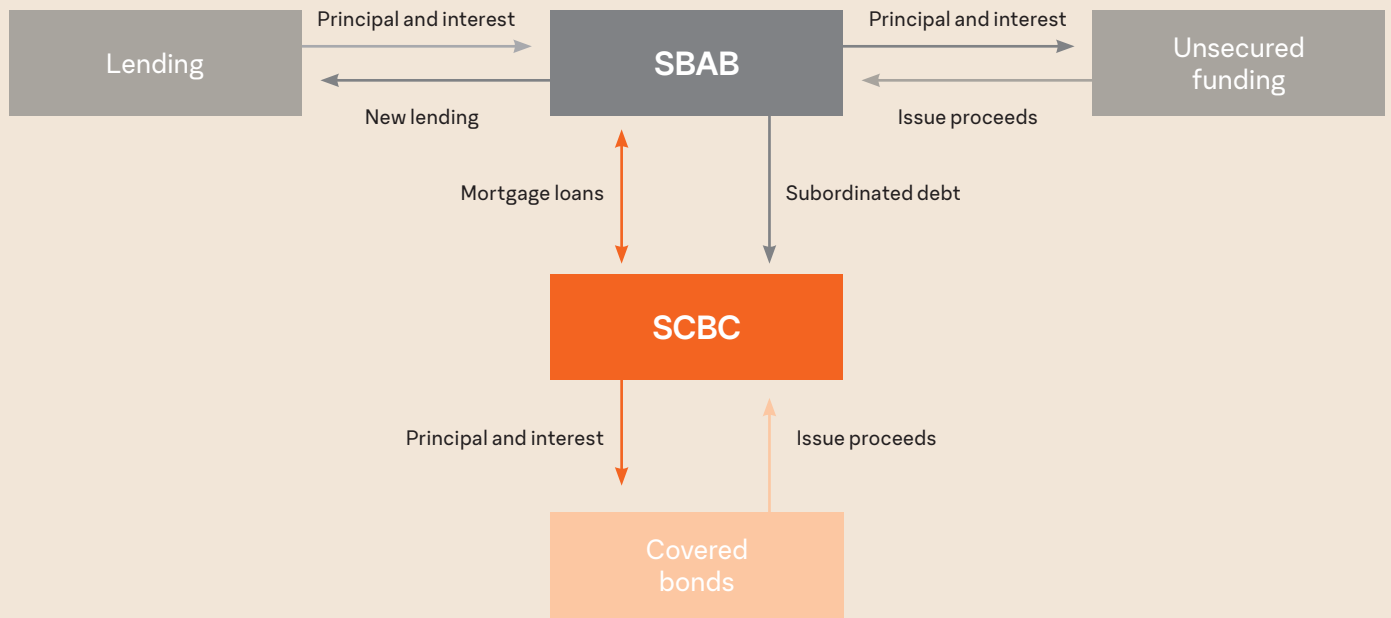 Principal and interest
Principal and interest
Lending
SBAB
Unsecured
funding
New lending
Issue proceeds
Mortgage loans
Subordinated debt
SCBC
Principal and interest
Issue proceeds
Covered
bonds